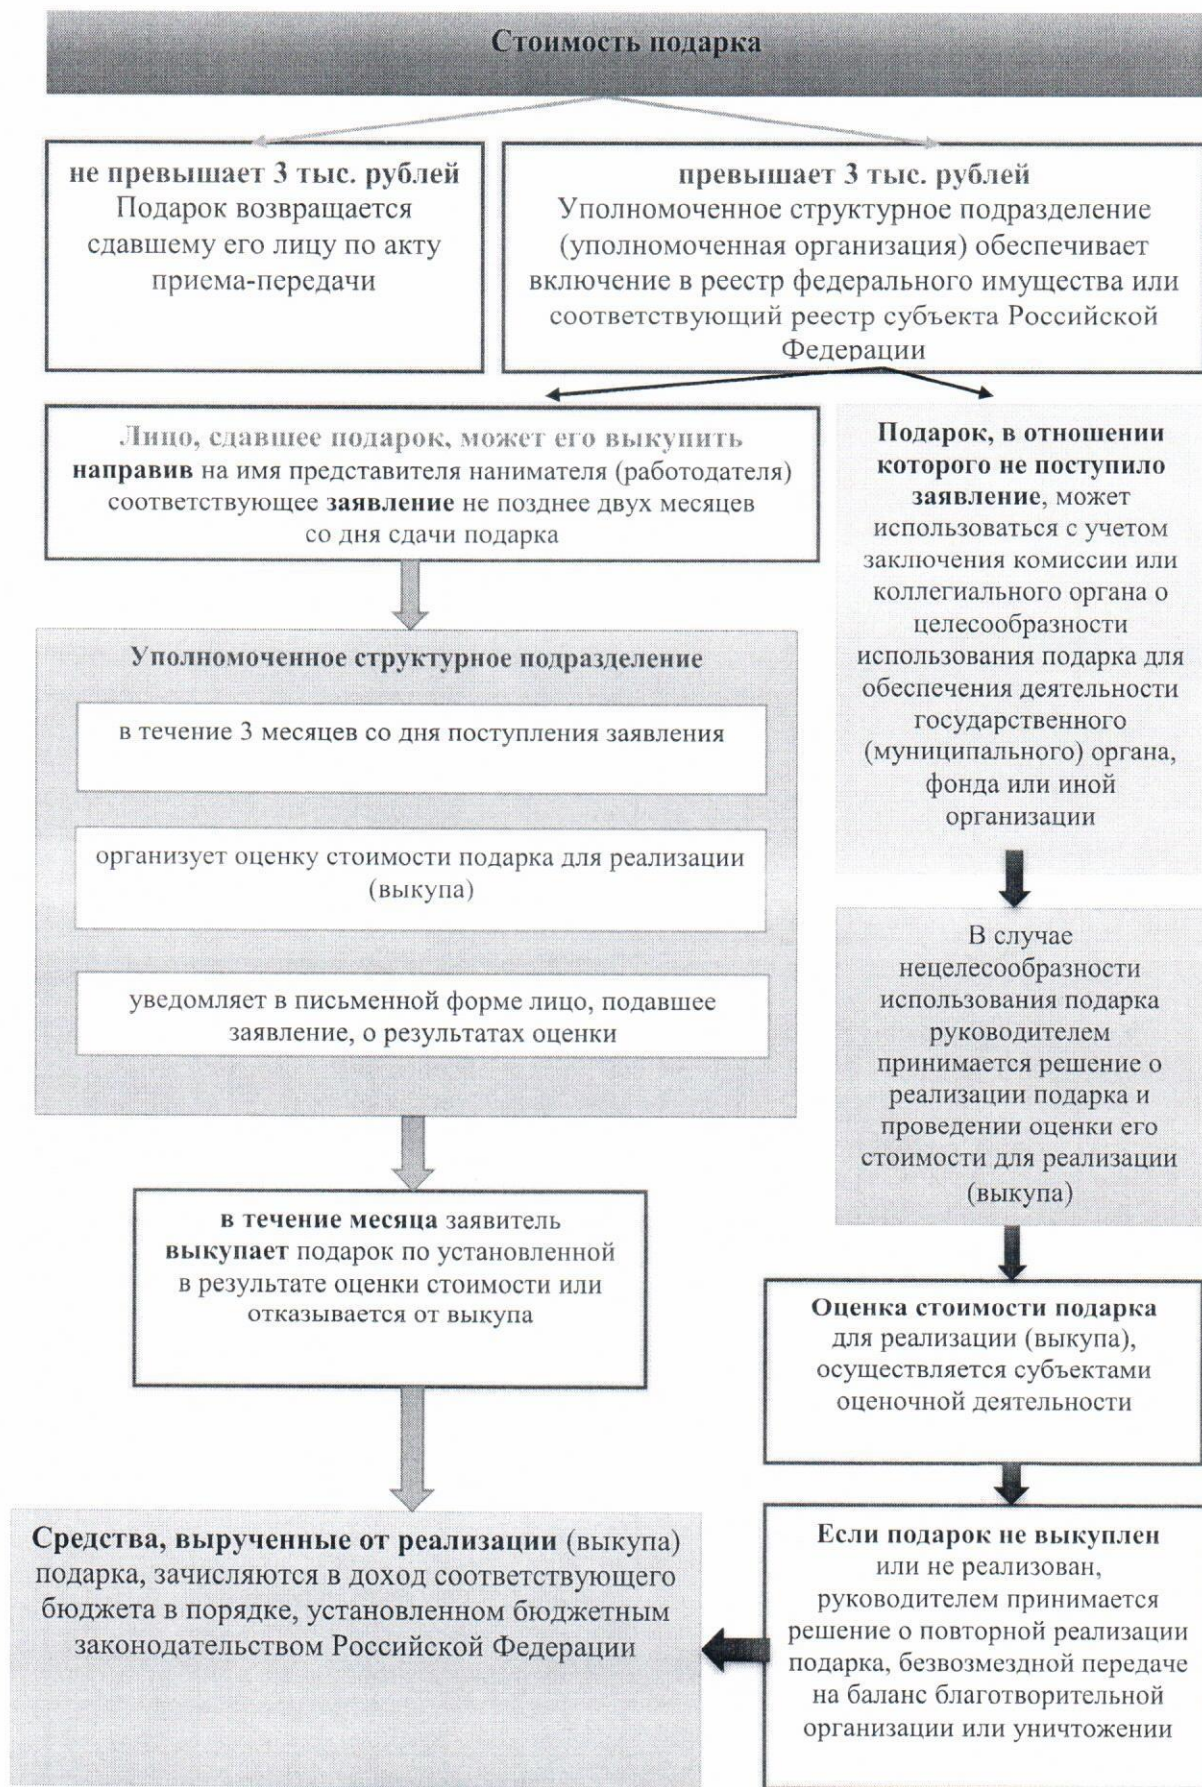 Стоимость подарка
не превышает 3 тыс. рублей
Подарок возвращается
сдавшему его лицу по акту
приема-передачи
превышает 3 тыс. рублей
Уполномоченное структурное подразделение
(уполномоченная организация) обеспечивает
включение в реестр федерального имущества или
соответствующий реестр субъекта Российской
Федерации
Лицо, сдавшее подарок, может его выкупить
направив на имя представителя нанимателя (работодателя)
соответствующее заявление не позднее двух месяцев
со дня сдачи подарка
Уполномоченное структурное подразделение
в течение 3 месяцев со дня поступления заявления
организует оценку стоимости подарка для реализации
(выкупа)
уведомляет в письменной форме лицо, подавшее
заявление, о результатах оценки
в течение месяца заявитель
выкупает подарок по установленной
в результате оценки стоимости или
отказывается от выкупа
Подарок, в отношении
которого не поступило
заявление, может
использоваться с учетом
заключения комиссии или
коллегиального органа о
целесообразности
использования подарка для
обеспечения деятельности
государственного
(муниципального) органа,
фонда или иной
организации
В случае
нецелесообразности
использования подарка
руководителем
принимается решение о
реализации подарка и
проведении оценки его
стоимости для реализации
(выкупа)
Оценка стоимости подарка
для реализации (выкупа),
осуществляется субъектами
оценочной деятельности
Если подарок не выкуплен
или не реализован,
руководителем принимается
решение о повторной реализации
подарка, безвозмездной передаче
на баланс благотворительной
организации или уничтожении
Средства, вырученные от реализации (выкупа)
подарка, зачисляются в доход соответствующего
бюджета в порядке, установленном бюджетным
законодательством Российской Федерации